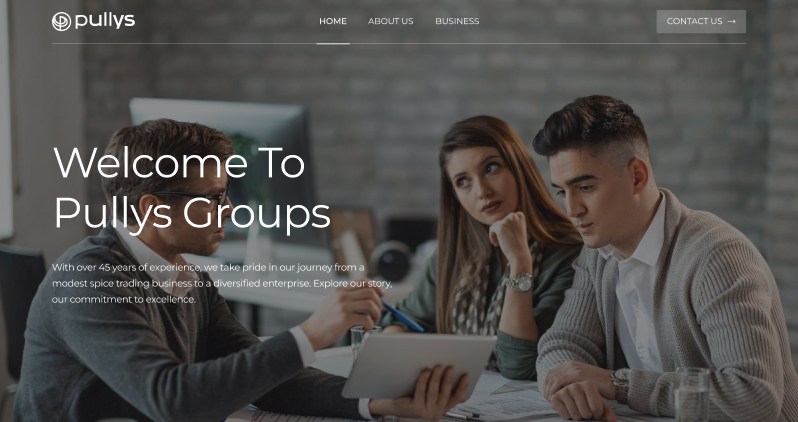 pullys
HOME
ABOUT US
BUSINESS
CONTACT US →
Welcome To
Pullys Groups
With over 45 years of experience, we take pride in our journey from a
modest spice trading business to a diversified enterprise. Explore our story,
our commitment to excellence.